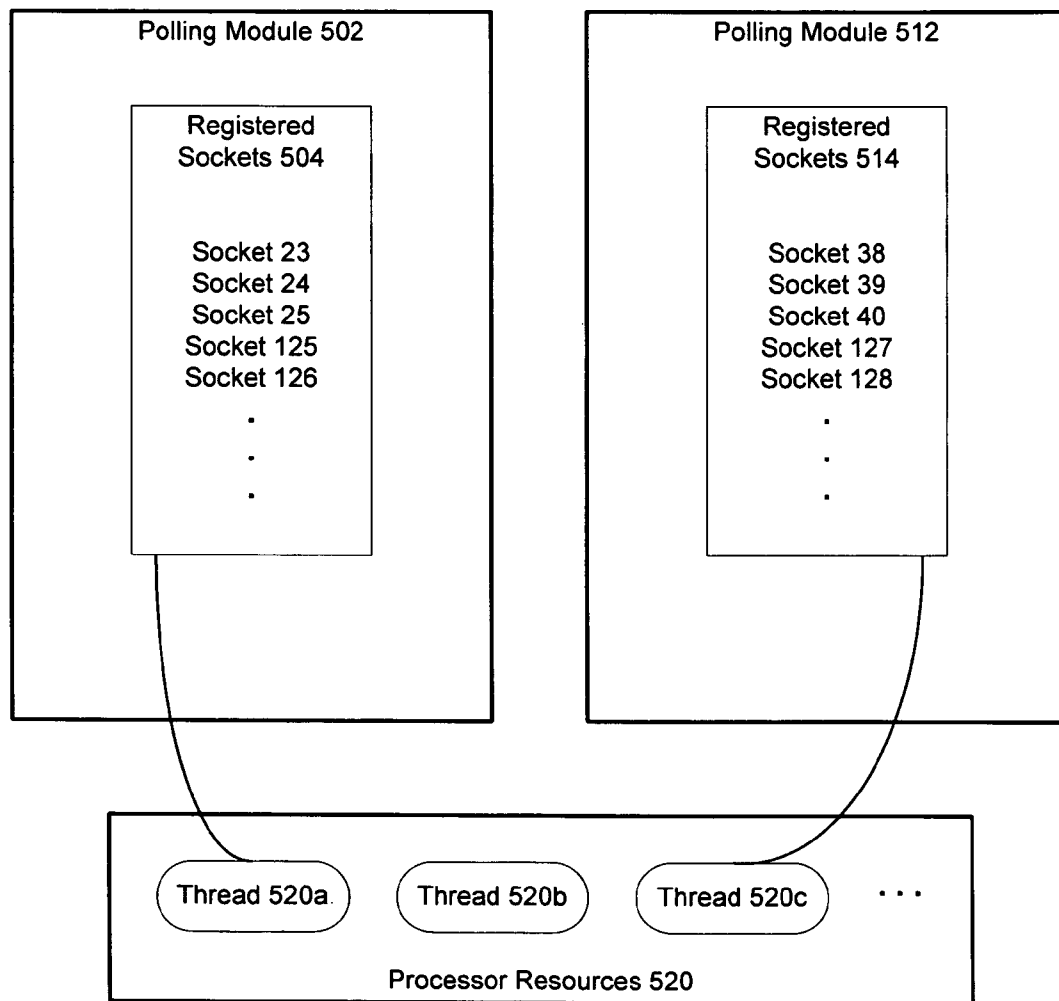 Polling Module 502
Registered
Sockets 504
Socket 23
Socket 24
Socket 25
Socket 125
Socket 126
.
.
.
Polling Module 512
Registered
Sockets 514
Socket 38
Socket 39
Socket 40
Socket 127
Socket 128
.
.
.
Thread 520a
Thread 520b
Thread 520c
. . .
Processor Resources 520